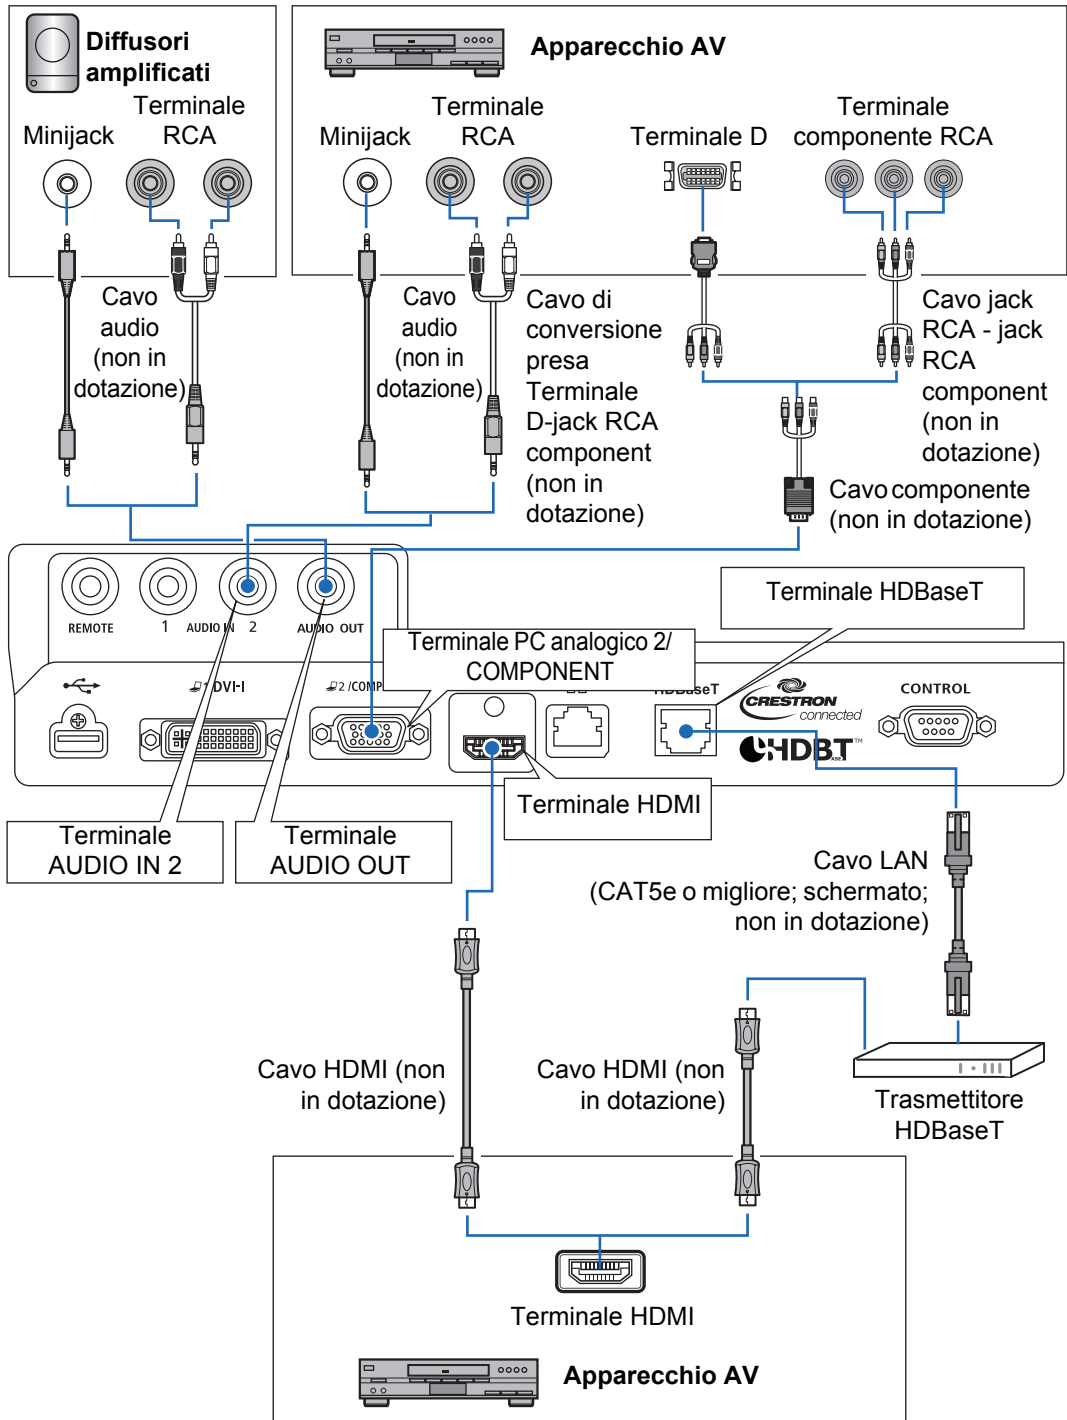 Diffusori
amplificati
Apparecchio AV
Minijack
Terminale
RCA
Minijack
Terminale
RCA
Terminale D
Terminale
componente RCA
Cavo
audio
(non in
dotazione)
Cavo
audio
(non in
dotazione)
Cavo di
conversione
presa
Terminale
D-jack RCA
component
(non in
dotazione)
Cavo jack
RCA - jack
RCA
component
(non in
dotazione)
Cavo componente
(non in dotazione)
REMOTE
1 AUDIO IN 2
AUDIO OUT
Terminale HDBaseT
Terminale PC analogico 2/
COMPONENT
1 DVI-I
2 /COMP
HDBaseT
CRESTRON
connected
HDBT™
ASE
CONTROL
Terminale HDMI
Terminale
AUDIO IN 2
Terminale
AUDIO OUT
Cavo LAN
(CAT5e o migliore; schermato;
non in dotazione)
Cavo HDMI (non
in dotazione)
Cavo HDMI (non
in dotazione)
Trasmettitore
HDBaseT
Terminale HDMI
Apparecchio AV